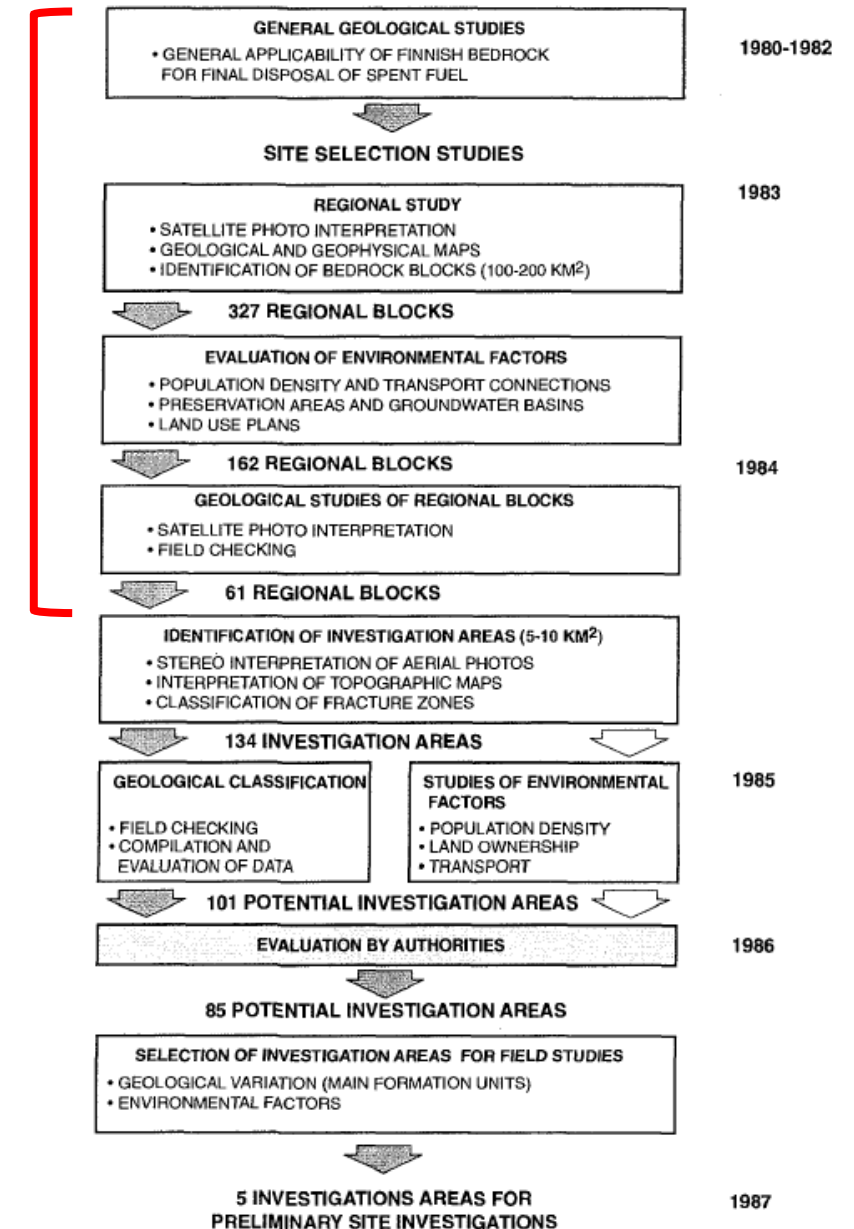 GENERAL GEOLOGICAL STUDIES
• GENERAL APPLICABILITY OF FINNISH BEDROCK
FOR FINAL DISPOSAL OF SPENT FUEL
1980-1982
SITE SELECTION STUDIES
1983
REGIONAL STUDY
• SATELLITE PHOTO INTERPRETATION
• GEOLOGICAL AND GEOPHYSICAL MAPS
• IDENTIFICATION OF BEDROCK BLOCKS (100-200 KM²)
327 REGIONAL BLOCKS
EVALUATION OF ENVIRONMENTAL FACTORS
• POPULATION DENSITY AND TRANSPORT CONNECTIONS
• PRESERVATION AREAS AND GROUNDWATER BASINS
• LAND USE PLANS
162 REGIONAL BLOCKS
1984
GEOLOGICAL STUDIES OF REGIONAL BLOCKS
• SATELLITE PHOTO INTERPRETATION
• FIELD CHECKING
61 REGIONAL BLOCKS
IDENTIFICATION OF INVESTIGATION AREAS (5-10 KM²)
• STEREO INTERPRETATION OF AERIAL PHOTOS
• INTERPRETATION OF TOPOGRAPHIC MAPS
• CLASSIFICATION OF FRACTURE ZONES
134 INVESTIGATION AREAS
GEOLOGICAL CLASSIFICATION
• FIELD CHECKING
• COMPILATION AND
EVALUATION OF DATA
STUDIES OF ENVIRONMENTAL
FACTORS
• POPULATION DENSITY
• LAND OWNERSHIP
• TRANSPORT
1985
101 POTENTIAL INVESTIGATION AREAS
EVALUATION BY AUTHORITIES
1986
85 POTENTIAL INVESTIGATION AREAS
SELECTION OF INVESTIGATION AREAS FOR FIELD STUDIES
• GEOLOGICAL VARIATION (MAIN FORMATION UNITS)
• ENVIRONMENTAL FACTORS
5 INVESTIGATIONS AREAS FOR
PRELIMINARY SITE INVESTIGATIONS
1987